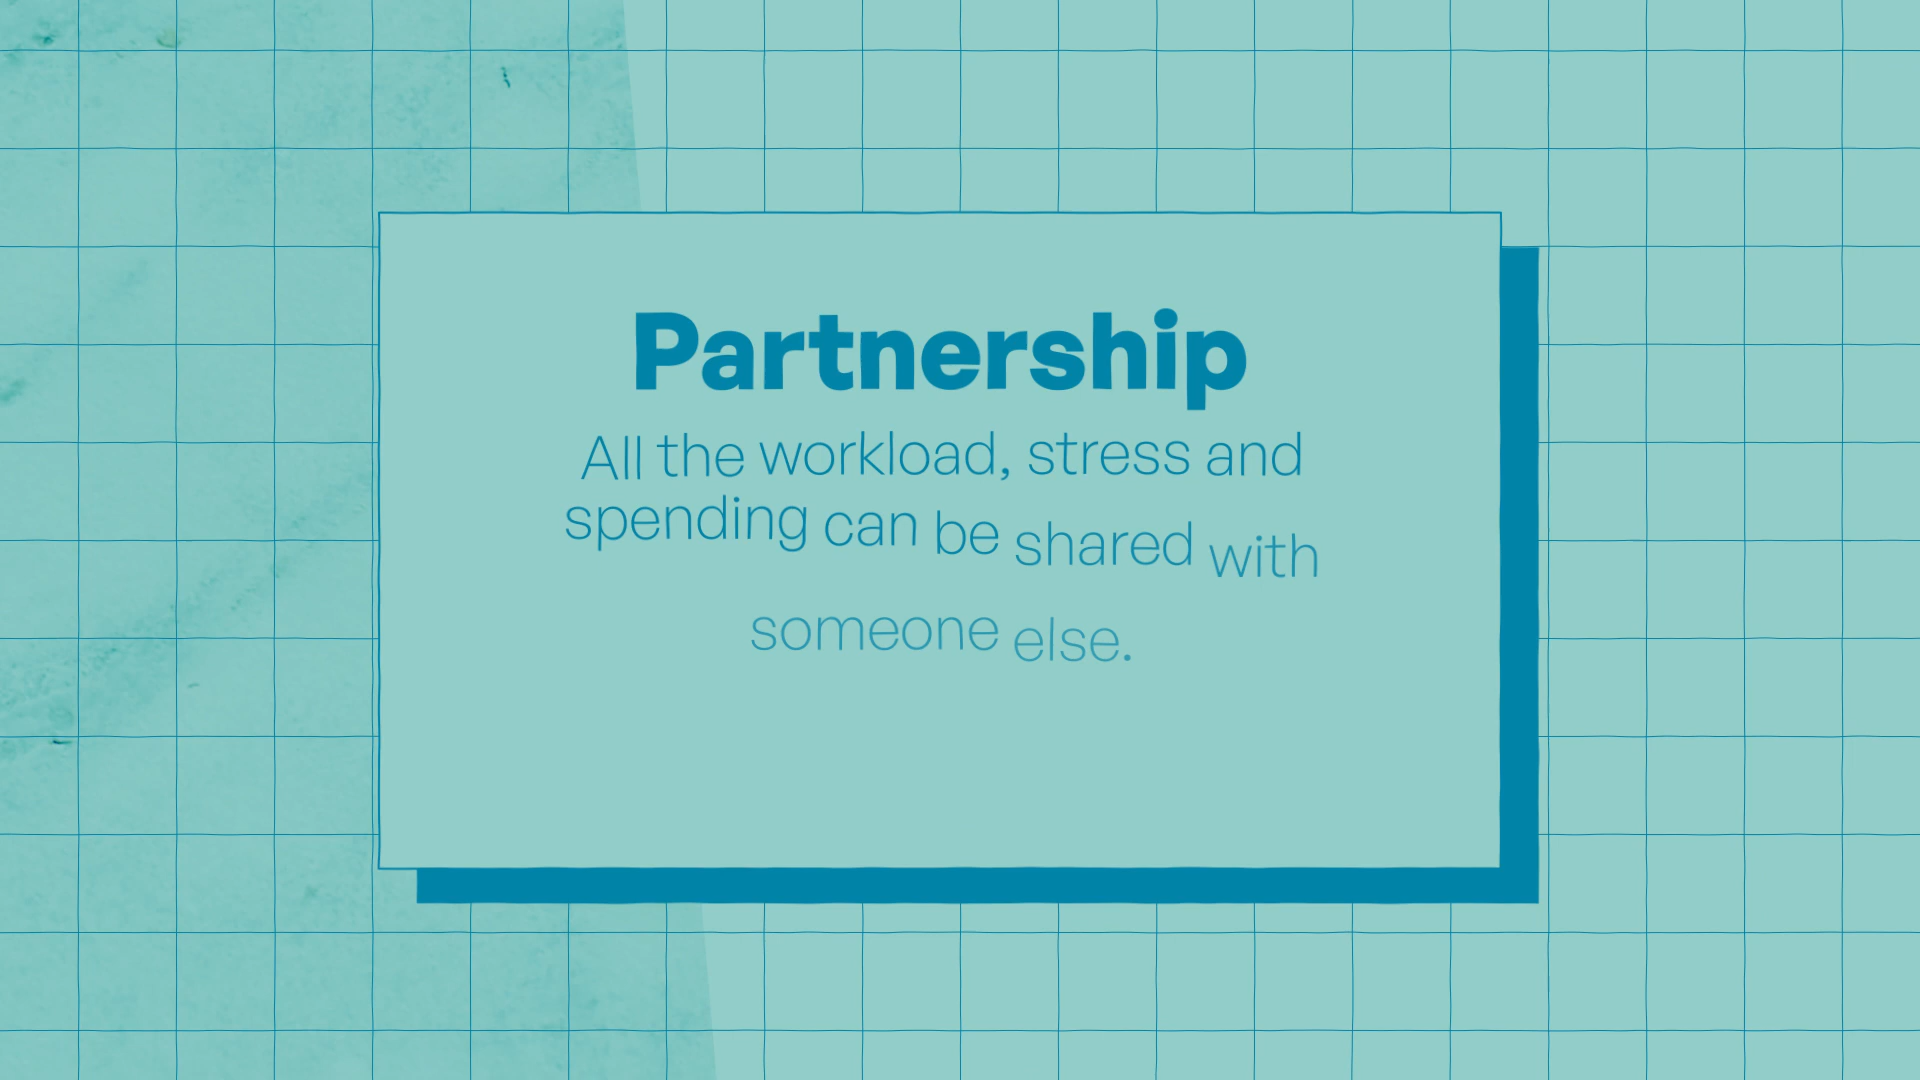 Partnership
All the workload, stress and
spending can be shared with
someone else.